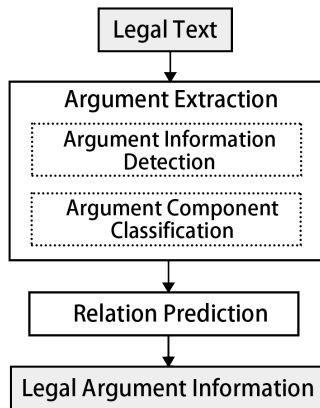 Legal Text
Argument Extraction
Argument Information
Detection
Argument Component
Classification
Relation Prediction
Legal Argument Information